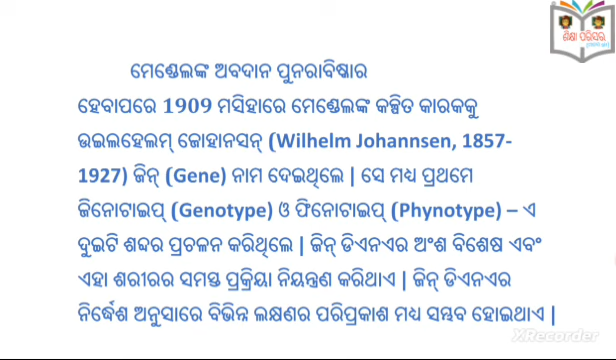 ଶିକ୍ଷା ପରିସର
ମେଣ୍ଡେଲଙ୍କ ଅବଦାନ ପୁନରାବିଷ୍କାର
ହେବାପରେ 1909 ମସିହାରେ ମେଣ୍ଡେଲଙ୍କ କଳ୍ପିତ କାରକକୁ
ଉଇଲହେଲମ୍ ଜୋହାନସନ୍ (Wilhelm Johannsen, 1857-
1927) ଜିନ୍ (Gene) ନାମ ଦେଇଥିଲେ | ସେ ମଧ୍ୟ ପ୍ରଥମେ
ଜିନୋଟାଇପ୍ (Genotype) ଓ ଫିନୋଟାଇପ୍ (Phynotype) – ଏ
ଦୁଇଟି ଶବ୍ଦର ପ୍ରଚଳନ କରିଥିଲେ | ଜିନ୍ ଡିଏନଏର ଅଂଶ ବିଶେଷ ଏବଂ
ଏହା ଶରୀରର ସମସ୍ତ ପ୍ରକ୍ରିୟା ନିୟନ୍ତ୍ରଣ କରିଥାଏ | ଜିନ୍ ଡିଏନଏର
ନିର୍ଦ୍ଧେଶ ଅନୁସାରେ ବିଭିନ୍ନ ଲକ୍ଷଣର ପରିପ୍ରକାଶ ମଧ୍ୟ ସମ୍ଭବ ହୋଇଥାଏ |
XRecorder